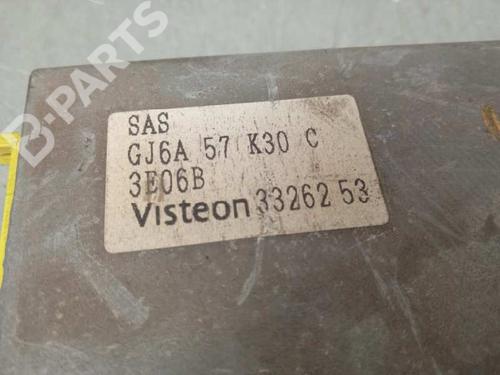 B-PARTS
SAS
GJ6A 57 K30 C
3E06B
Visteon 33262 53